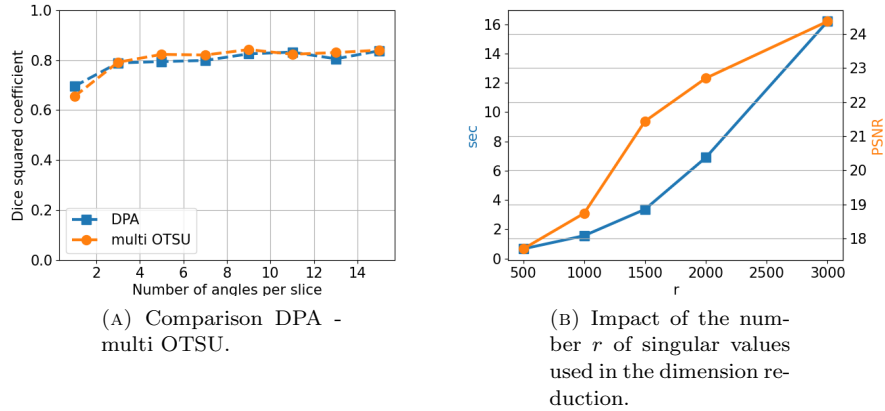 1.0
0.8
0.6
0.4
0.2
0.0
Dice squared coefficient
DPA
multi OTSU
2 4 6 8 10 12 14
Number of angles per slice
(A) Comparison DPA -
multi OTSU.
16
14
12
10
8
6
4
2
0
sec
24
23
22
21
20
19
18
PSNR
500 1000 1500 2000 2500 3000
r
(B) Impact of the num-
ber r of singular values
used in the dimension re-
duction.